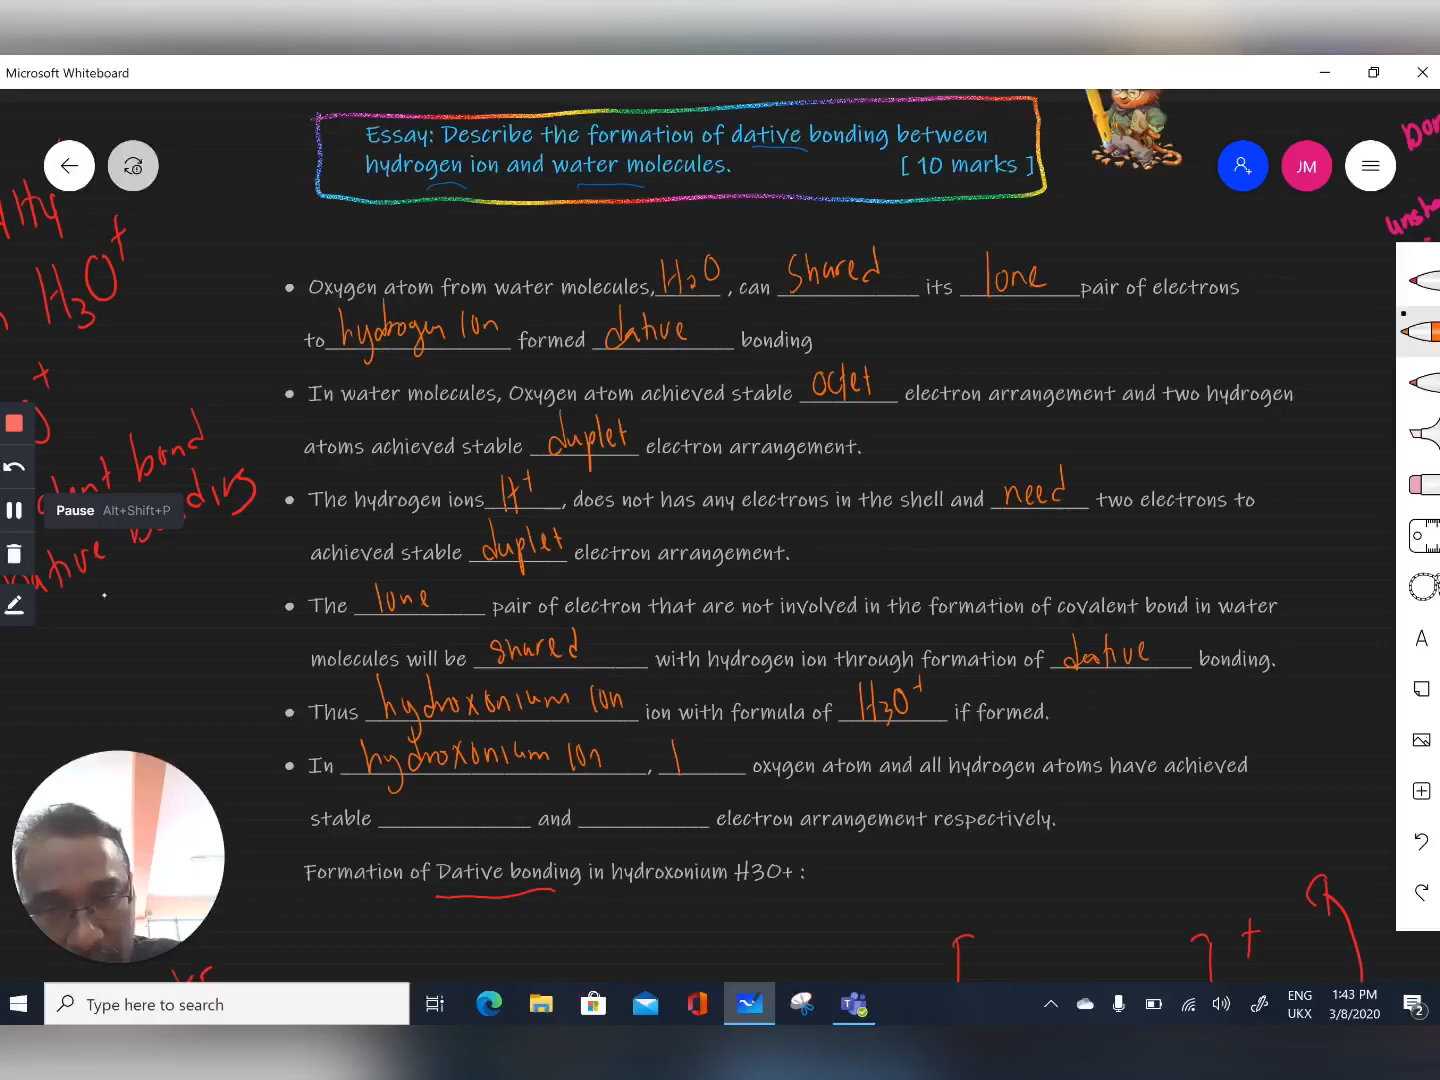 Microsoft Whiteboard
Essay: Describe the formation of dative bonding between
hydrogen ion and water molecules. [ 10 marks ]
JM
H3O+
Oxygen atom from water molecules, H2O , can shared its lone pair of electrons
to hydrogen ion formed dative bonding
In water molecules, Oxygen atom achieved stable octet electron arrangement and two hydrogen
atoms achieved stable duplet electron arrangement.
The hydrogen ions H+, does not has any electrons in the shell and need two electrons to
achieved stable duplet electron arrangement.
The lone pair of electron that are not involved in the formation of covalent bond in water
molecules will be shared with hydrogen ion through formation of dative bonding.
Thus hydroxonium ion ion with formula of H3O+ if formed.
In hydroxonium ion, 1 oxygen atom and all hydrogen atoms have achieved
stable ______ and ______ electron arrangement respectively.
Formation of Dative bonding in hydroxonium H3O+ :
bond
Pause Alt+Shift+P
A
+
Type here to search
ENG
UKX
1:43 PM
3/8/2020
2